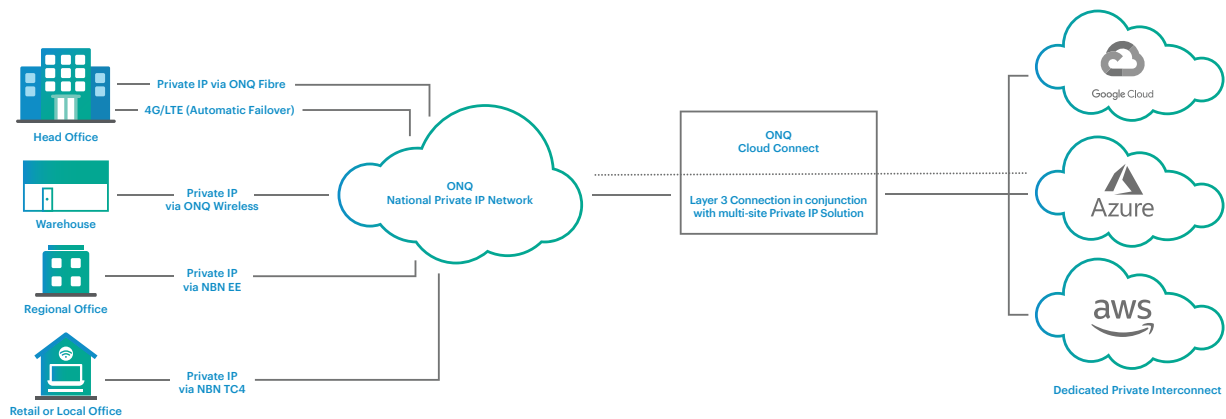 Private IP via ONQ Fibre
4G/LTE (Automatic Failover)
Head Office
Private IP
via ONQ Wireless
Warehouse
Private IP
via NBN EE
Regional Office
Private IP
via NBN TC4
Retail or Local Office
ONQ
National Private IP Network
ONQ
Cloud Connect
Layer 3 Connection in conjunction
with multi-site Private IP Solution
Google Cloud
Azure
aws
Dedicated Private Interconnect